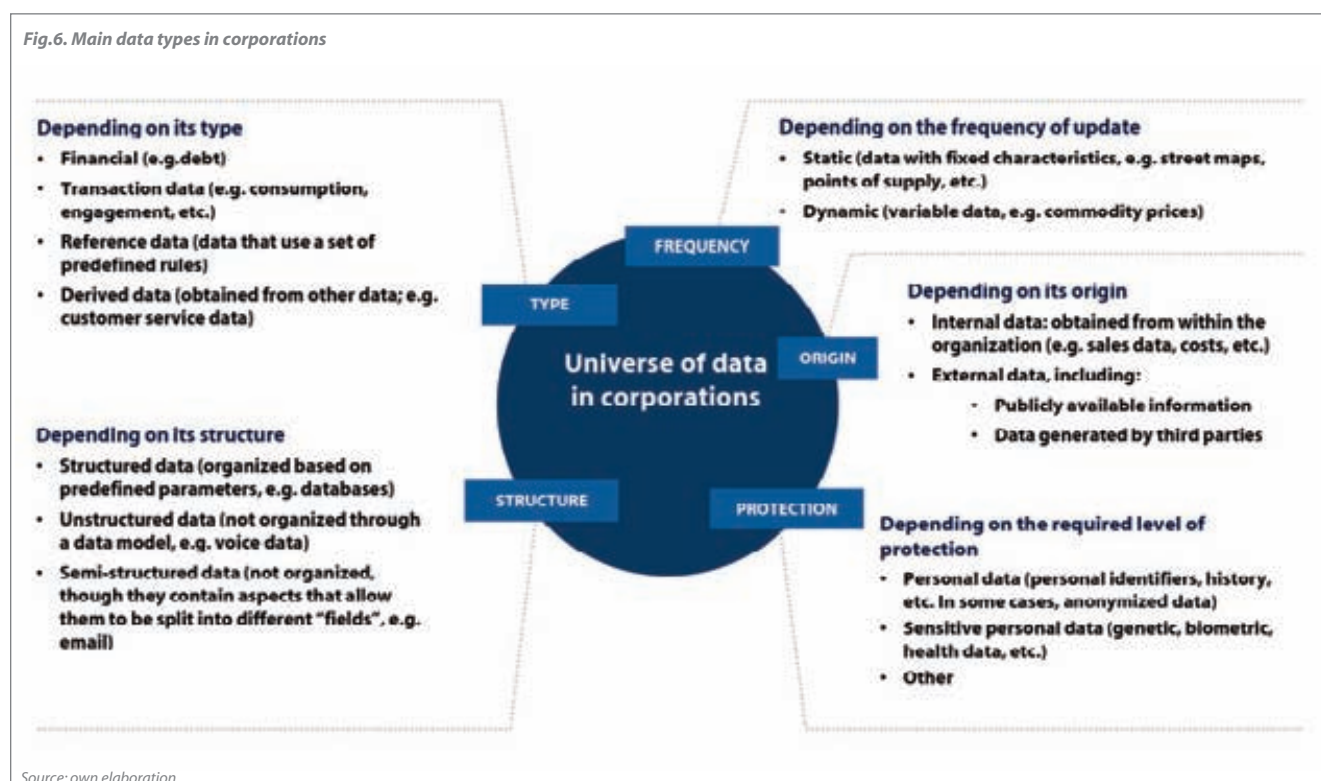 Fig.6. Main data types in corporations
Depending on its type
• Financial (e.g.debt)
• Transaction data (e.g. consumption,
engagement, etc.)
• Reference data (data that use a set of
predefined rules)
• Derived data (obtained from other data; e.g.
customer service data)
Depending on its structure
• Structured data (organized based on
predefined parameters, e.g. databases)
• Unstructured data (not organized through
a data model, e.g. voice data)
• Semi-structured data (not organized,
though they contain aspects that allow
them to be split into different “fields”, e.g.
email)
FREQUENCY
TYPE
ORIGIN
Universe of data
in corporations
STRUCTURE
PROTECTION
Depending on the frequency of update
• Static (data with fixed characteristics, e.g. street maps,
points of supply, etc.)
• Dynamic (variable data, e.g. commodity prices)
Depending on its origin
• Internal data: obtained from within the
organization (e.g. sales data, costs, etc.)
• External data, including:
• Publicly available information
• Data generated by third parties
Depending on the required level of
protection
• Personal data (personal identifiers, history,
etc. In some cases, anonymized data)
• Sensitive personal data (genetic, biometric,
health data, etc.)
• Other
Source: own elaboration